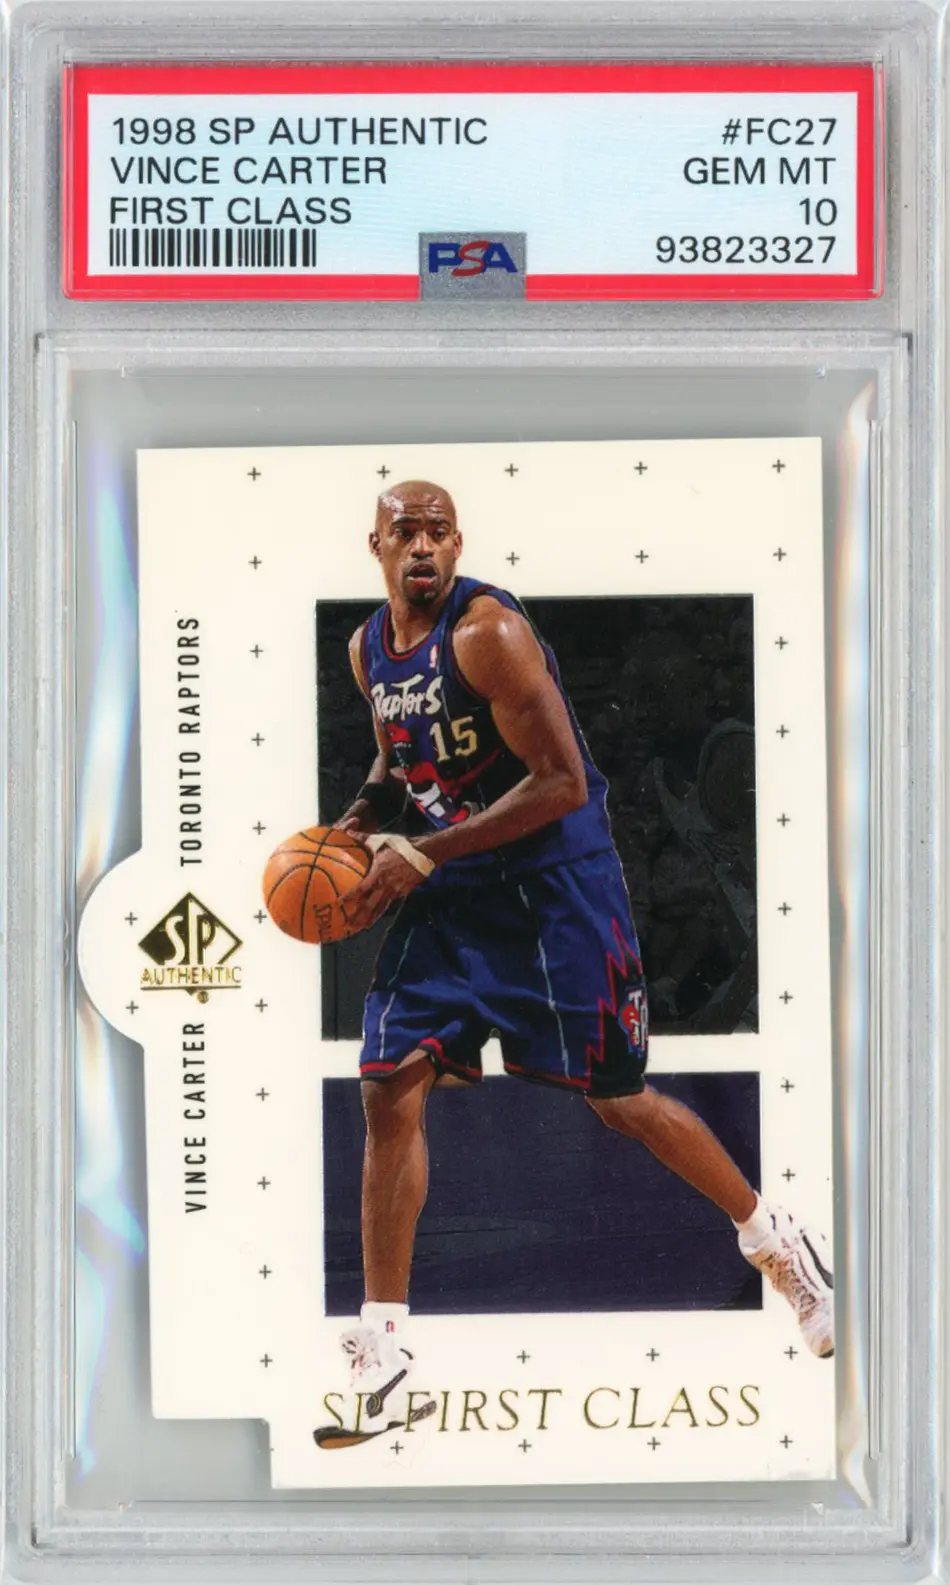 1998 SP AUTHENTIC #FC27
VINCE CARTER GEM MT
FIRST CLASS 10
93823327
PSA
TORONTO RAPTORS
RAPTORS
15
SP
AUTHENTIC
VINCE CARTER
SP FIRST CLASS